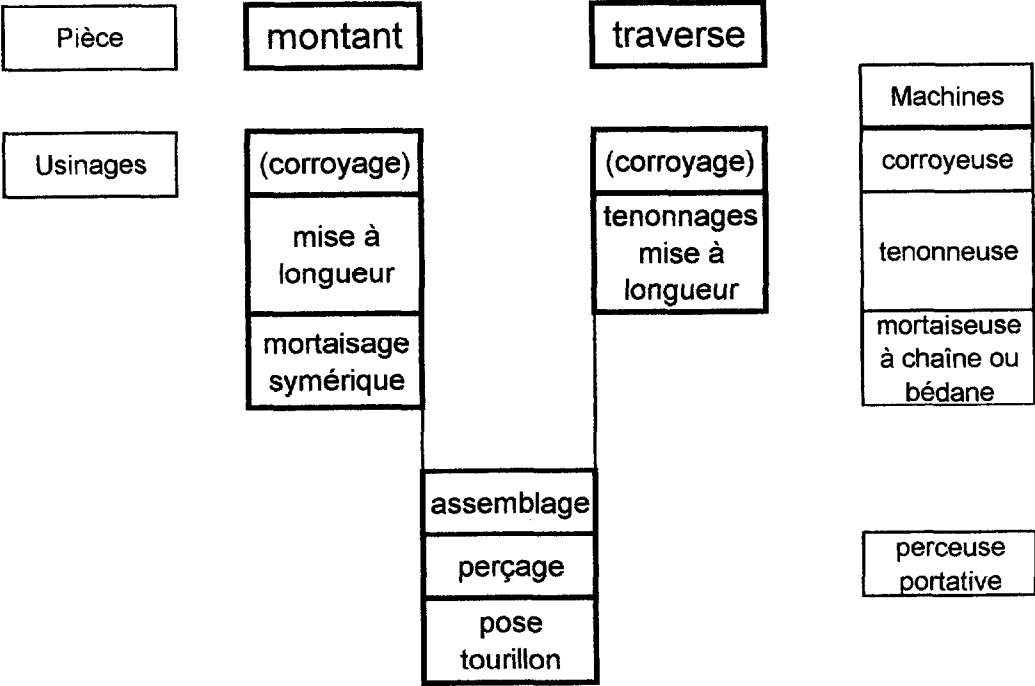 Pièce
montant
traverse
Machines
Usinages
(corroyage)
(corroyage)
corroyeuse
mise à
longueur
tenonnages
mise à
longueur
tenonneuse
mortaisage
symérique
mortaiseuse
à chaîne ou
bédane
assemblage
perçage
perceuse
portative
pose
tourillon